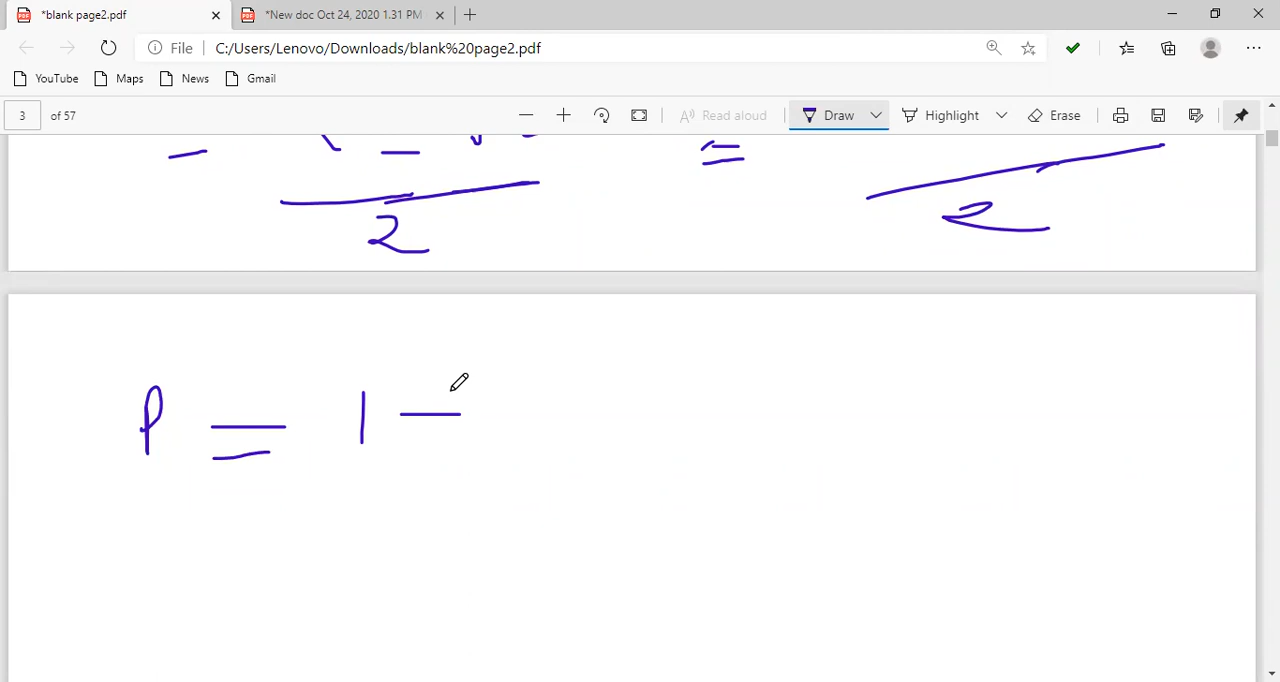 *blank page2.pdf
*New doc Oct 24, 2020 1.31 PM
File C:/Users/Lenovo/Downloads/blank%20page2.pdf
YouTube Maps News Gmail
3 of 57 Read aloud Draw Highlight Erase
2 2
P = 1 —